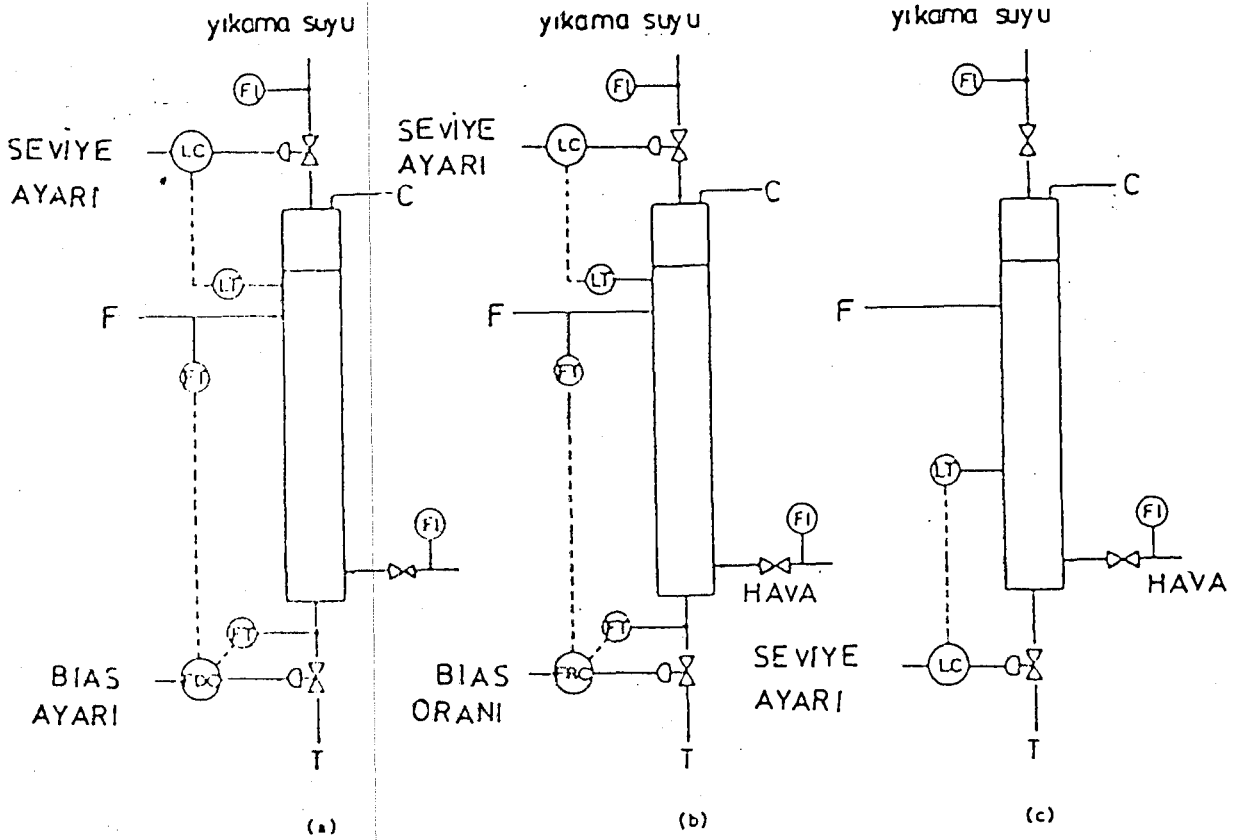 yıkama suyu
FI
SEVİYE
AYARI
LC
C
LT
F
FT
FI
FT
BIAS
AYARI
FDC
T
(a)
yıkama suyu
FI
SEVİYE
AYARI
LC
C
LT
F
FT
FI
HAVA
FT
BIAS
ORANI
FRC
T
(b)
yıkama suyu
FI
C
F
LT
FI
HAVA
SEVİYE
AYARI
LC
T
(c)